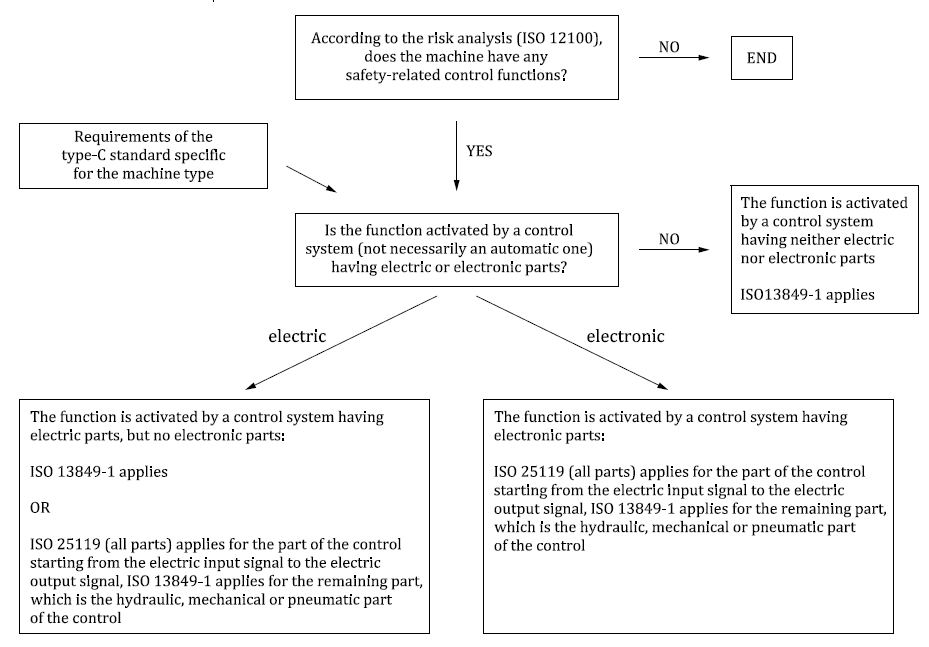 According to the risk analysis (ISO 12100),
does the machine have any
safety-related control functions?
NO
END
YES
Requirements of the
type-C standard specific
for the machine type
Is the function activated by a control
system (not necessarily an automatic one)
having electric or electronic parts?
NO
The function is activated
by a control system
having neither electric
nor electronic parts
ISO13849-1 applies
electric
electronic
The function is activated by a control system having
electric parts, but no electronic parts:
ISO 13849-1 applies
OR
ISO 25119 (all parts) applies for the part of the control
starting from the electric input signal to the electric
output signal, ISO 13849-1 applies for the remaining part,
which is the hydraulic, mechanical or pneumatic part
of the control
The function is activated by a control system having
electronic parts:
ISO 25119 (all parts) applies for the part of the control
starting from the electric input signal to the electric
output signal, ISO 13849-1 applies for the remaining part,
which is the hydraulic, mechanical or pneumatic part
of the control